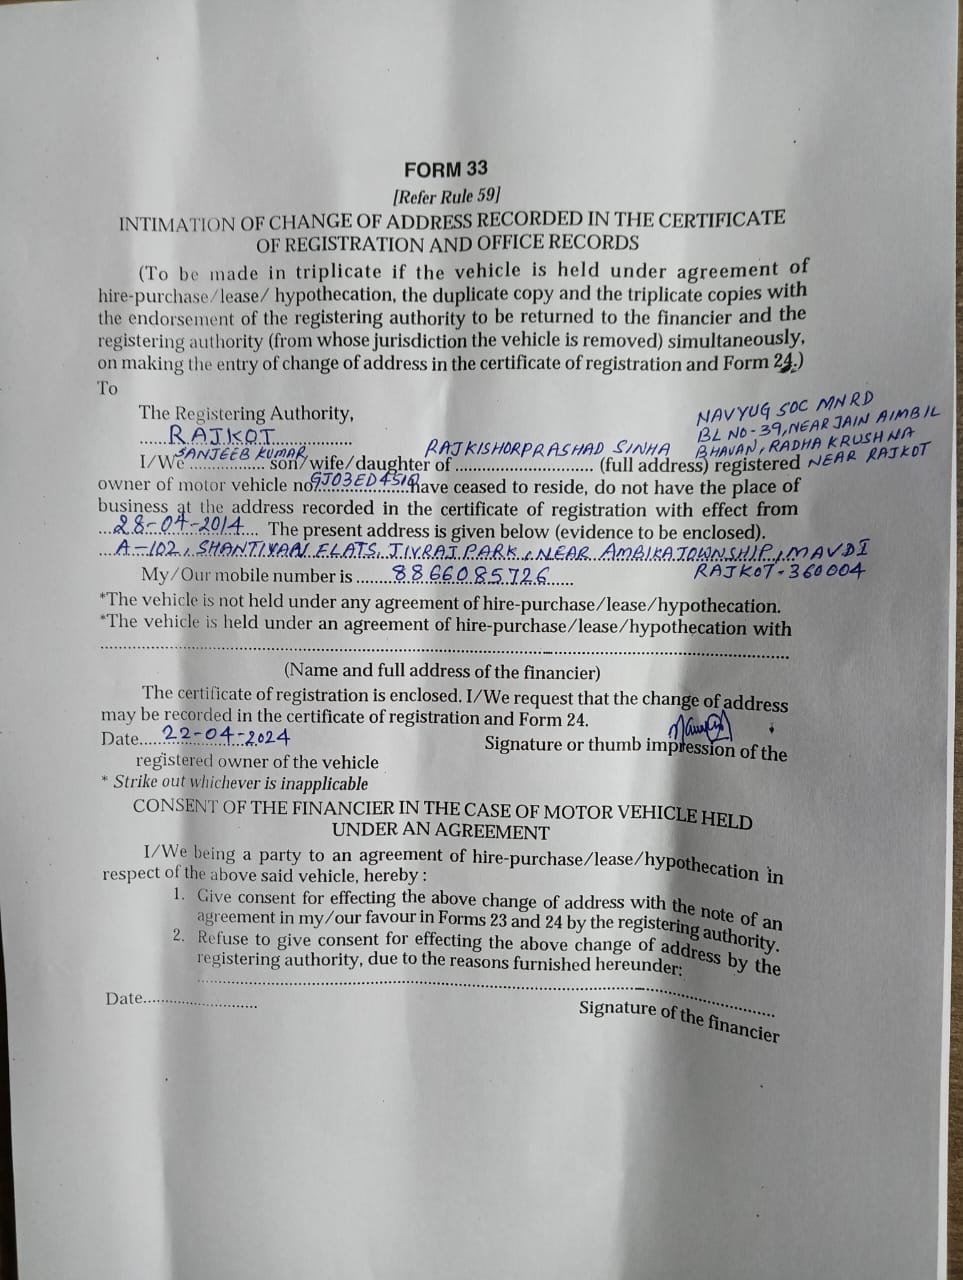 FORM 33
[Refer Rule 59]
INTIMATION OF CHANGE OF ADDRESS RECORDED IN THE CERTIFICATE
OF REGISTRATION AND OFFICE RECORDS
(To be made in triplicate if the vehicle is held under agreement of
hire-purchase/lease/ hypothecation, the duplicate copy and the triplicate copies with
the endorsement of the registering authority to be returned to the financier and the
registering authority (from whose jurisdiction the vehicle is removed) simultaneously,
on making the entry of change of address in the certificate of registration and Form 24.)
To
The Registering Authority,
RAJKOT
NAVYUG SOC MNRD
BL NO-39, NEAR JAIN AIMBIL
BHAVAN, RADHA KRUSHNA
NEAR RAJKOT
SANJEEB KUMAR RAJKISHORPRASHAD SINHA
I/We .................. son/wife/daughter of .............................. (full address) registered
owner of motor vehicle no. GJ03ED4516 have ceased to reside, do not have the place of
business at the address recorded in the certificate of registration with effect from
...28-04-2014.... The present address is given below (evidence to be enclosed).
...A-102, SHANTIVAN FLATS, JIVRAJ PARK, NEAR AMBIKA TOWNSHIP, MAVDI
RAJKOT-360004
My/Our mobile number is .......8866085726......
*The vehicle is not held under any agreement of hire-purchase/lease/hypothecation.
*The vehicle is held under an agreement of hire-purchase/lease/hypothecation with
(Name and full address of the financier)
The certificate of registration is enclosed. I/We request that the change of address
may be recorded in the certificate of registration and Form 24.
Date.....22-04-2024
Signature or thumb impression of the
registered owner of the vehicle
* Strike out whichever is inapplicable
CONSENT OF THE FINANCIER IN THE CASE OF MOTOR VEHICLE HELD
UNDER AN AGREEMENT
I/We being a party to an agreement of hire-purchase/lease/hypothecation in
respect of the above said vehicle, hereby :
1. Give consent for effecting the above change of address with the note of an
agreement in my/our favour in Forms 23 and 24 by the registering authority.
2. Refuse to give consent for effecting the above change of address by the
registering authority, due to the reasons furnished hereunder:
Date..........................
Signature of the financier